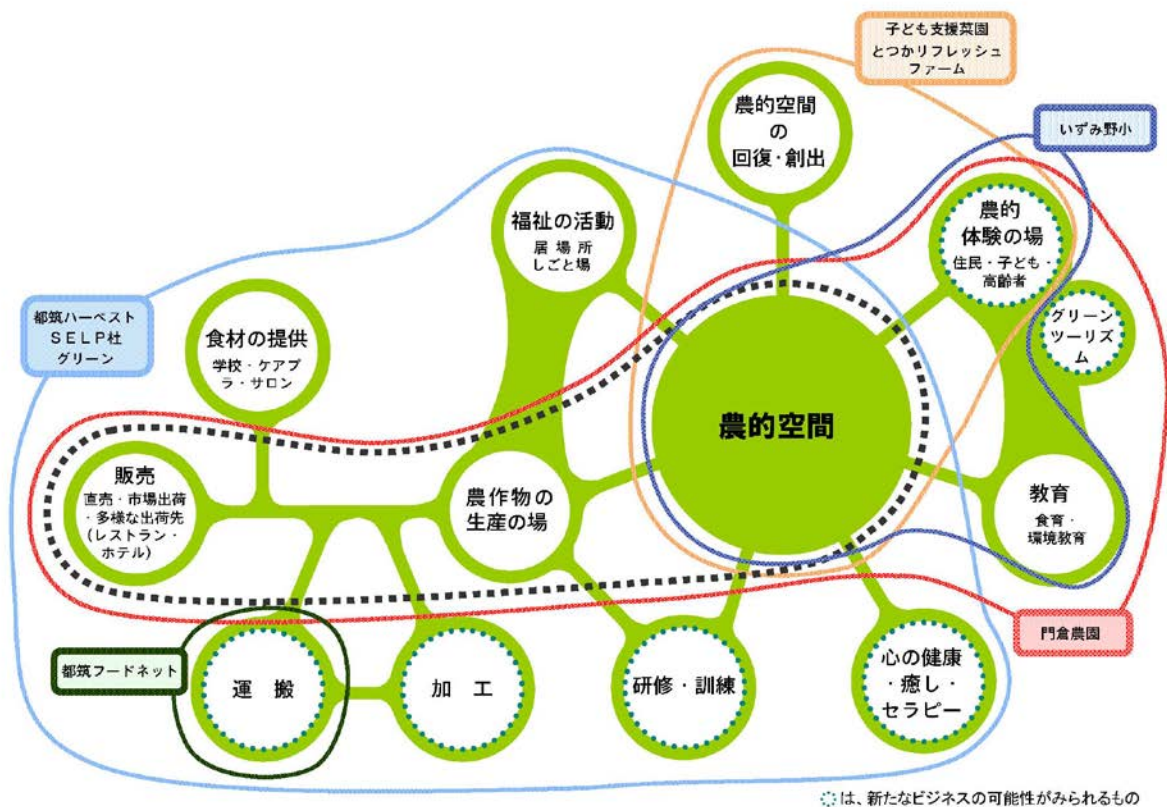 子ども支援菜園
とつかリフレッシュ
ファーム
農的空間
の
回復・創出
いずみ野小
福祉の活動
居場所
しごと場
農的
体験の場
住民・子ども・
高齢者
都筑ハーベスト
ＳＥＬＰ社
グリーン
食材の提供
学校・ケアプ
ラ・サロン
グリーン
ツーリズ
ム
農的空間
販売
直売・市場出荷
・多様な出荷先
(レストラン・
ホテル)
農作物の
生産の場
教育
食育・
環境教育
門倉農園
都筑フードネット
運　搬
加　工
研修・訓練
心の健康
・癒し・
セラピー
は、新たなビジネスの可能性がみられるもの